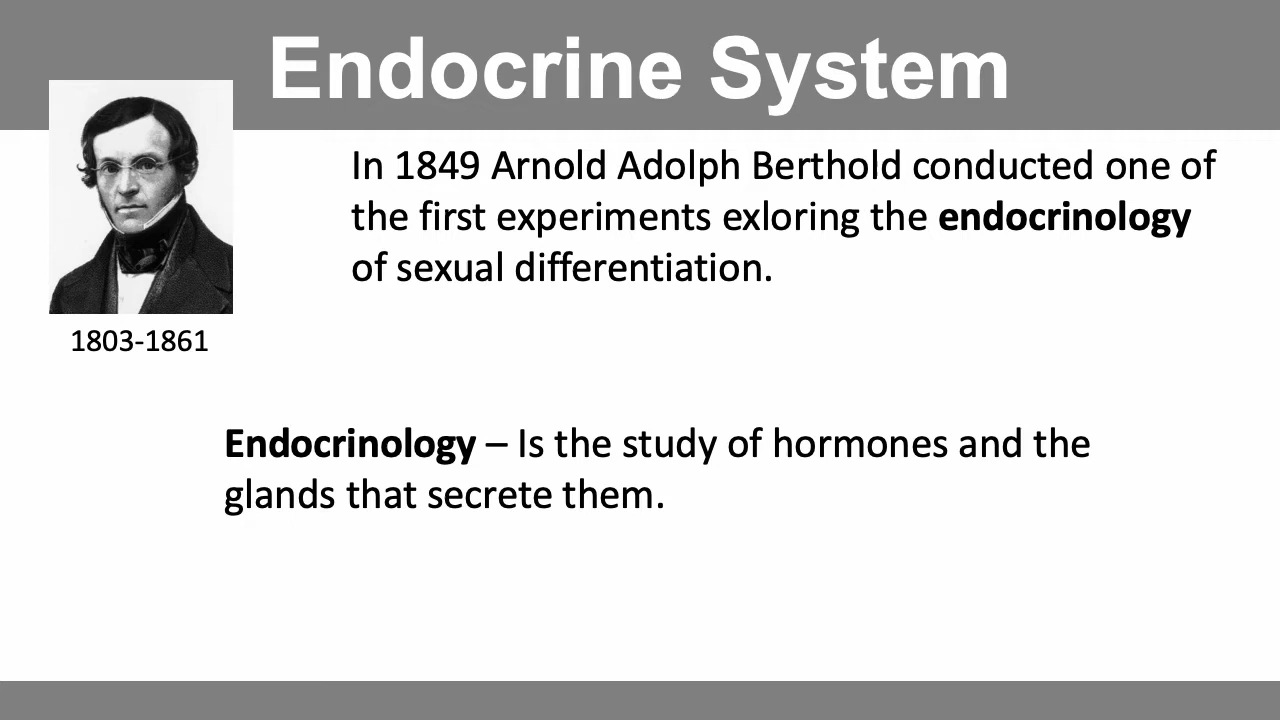 Endocrine System
In 1849 Arnold Adolph Berthold conducted one of
the first experiments exloring the endocrinology
of sexual differentiation.
1803-1861
Endocrinology – Is the study of hormones and the
glands that secrete them.